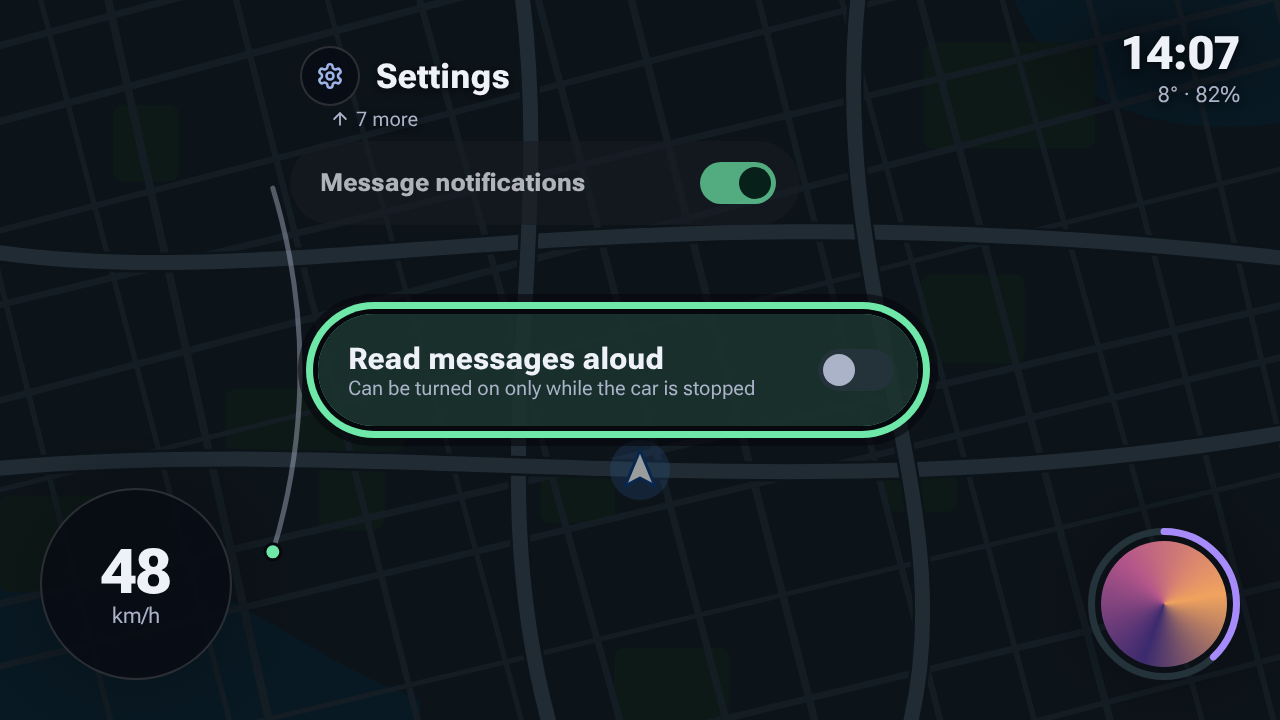 Settings
14:07
8° · 82%
7 more
Message notifications
Read messages aloud
Can be turned on only while the car is stopped
48
km/h